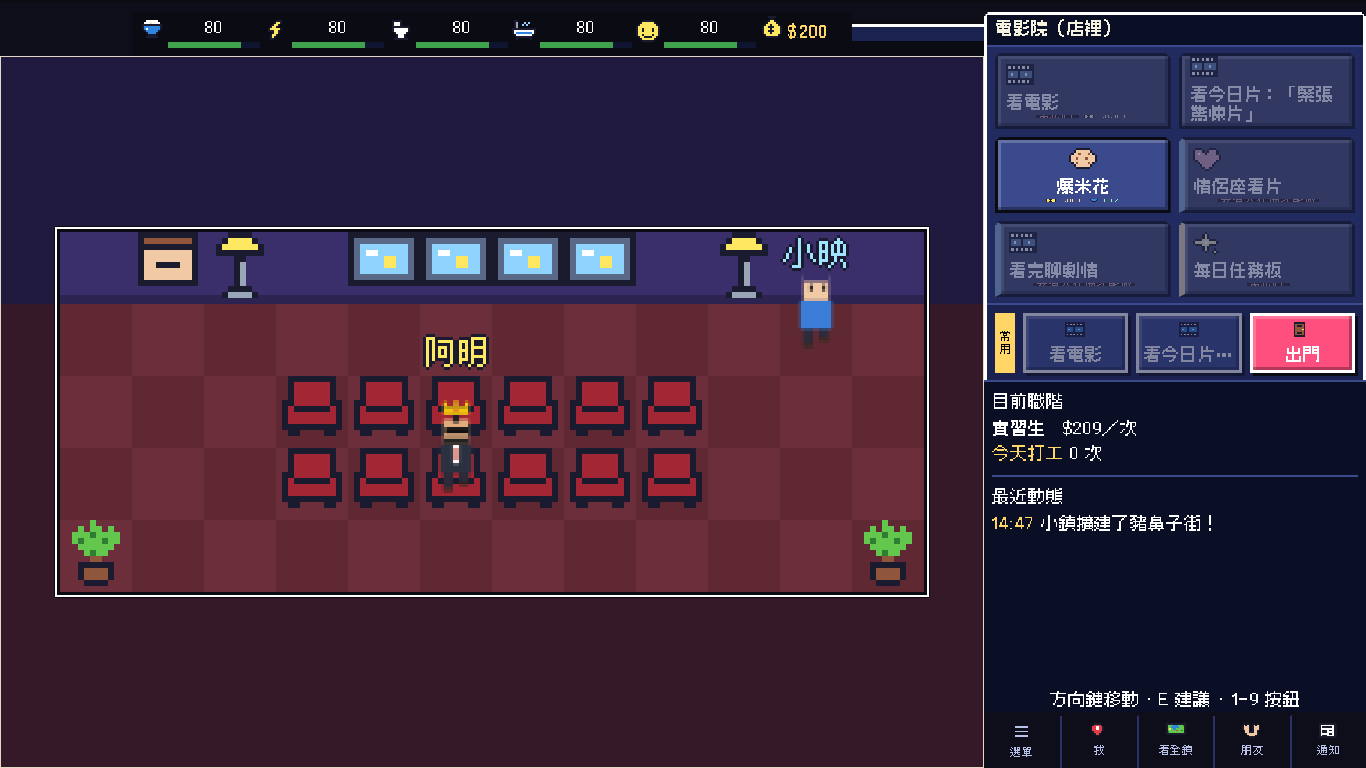 80
80
80
80
80
$200
電影院（店裡）
看電影
看今日片：「緊張
驚悚片」
爆米花
情侶座看片
看完聊劇情
每日任務板
常用
看電影
看今日片…
出門
小映
阿明
目前職階
實習生 $209／次
今天打工 0 次
最近動態
14:47 小鎮擴建了豬鼻子街！
方向鍵移動 · E 建議 · 1-9 按鈕
選單
我
看全鎮
朋友
通知